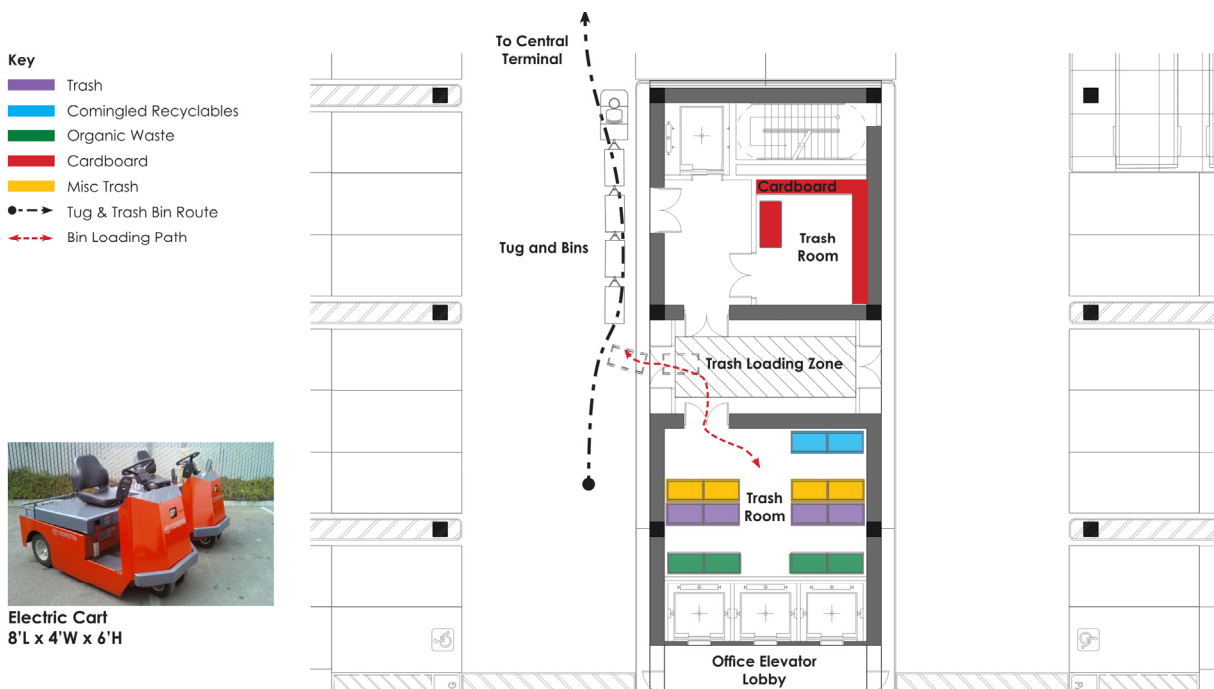 Key
Trash
Comingled Recyclables
Organic Waste
Cardboard
Misc Trash
Tug & Trash Bin Route
Bin Loading Path
To Central
Terminal
Cardboard
Trash
Room
Tug and Bins
Trash Loading Zone
Trash
Room
TOYOTA
Electric Cart
8'L x 4'W x 6'H
Office Elevator
Lobby